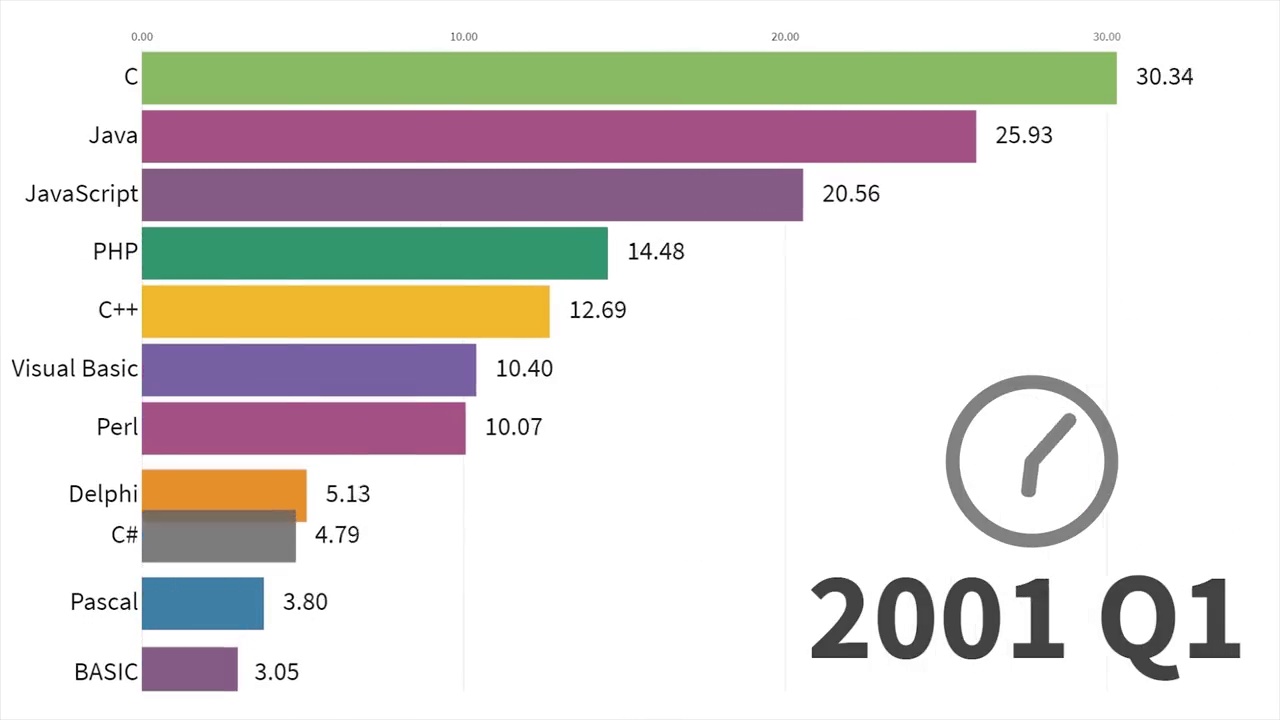 0.00 10.00 20.00 30.00
C 30.34
Java 25.93
JavaScript 20.56
PHP 14.48
C++ 12.69
Visual Basic 10.40
Perl 10.07
Delphi 5.13
C# 4.79
Pascal 3.80
BASIC 3.05
2001 Q1